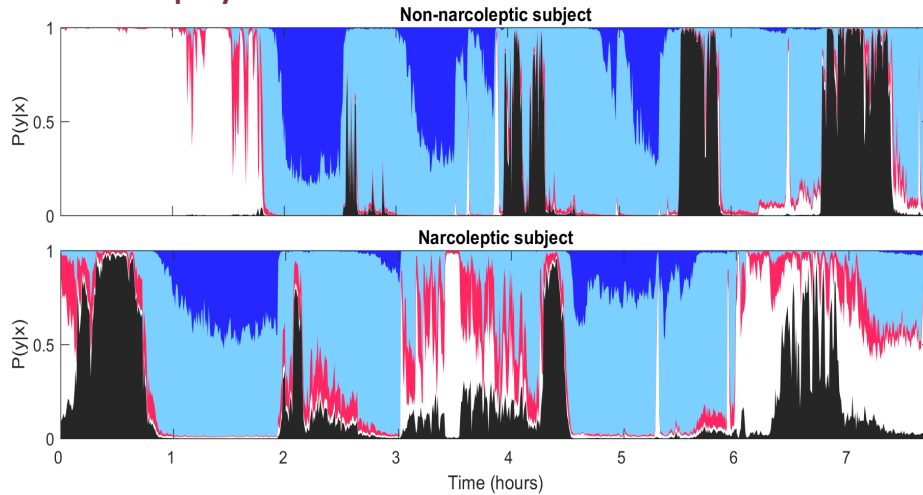 Non-narcoleptic subject
1
0.5
0
P(y|x)
Narcoleptic subject
1
0.5
0
P(y|x)
0 1 2 3 4 5 6 7
Time (hours)